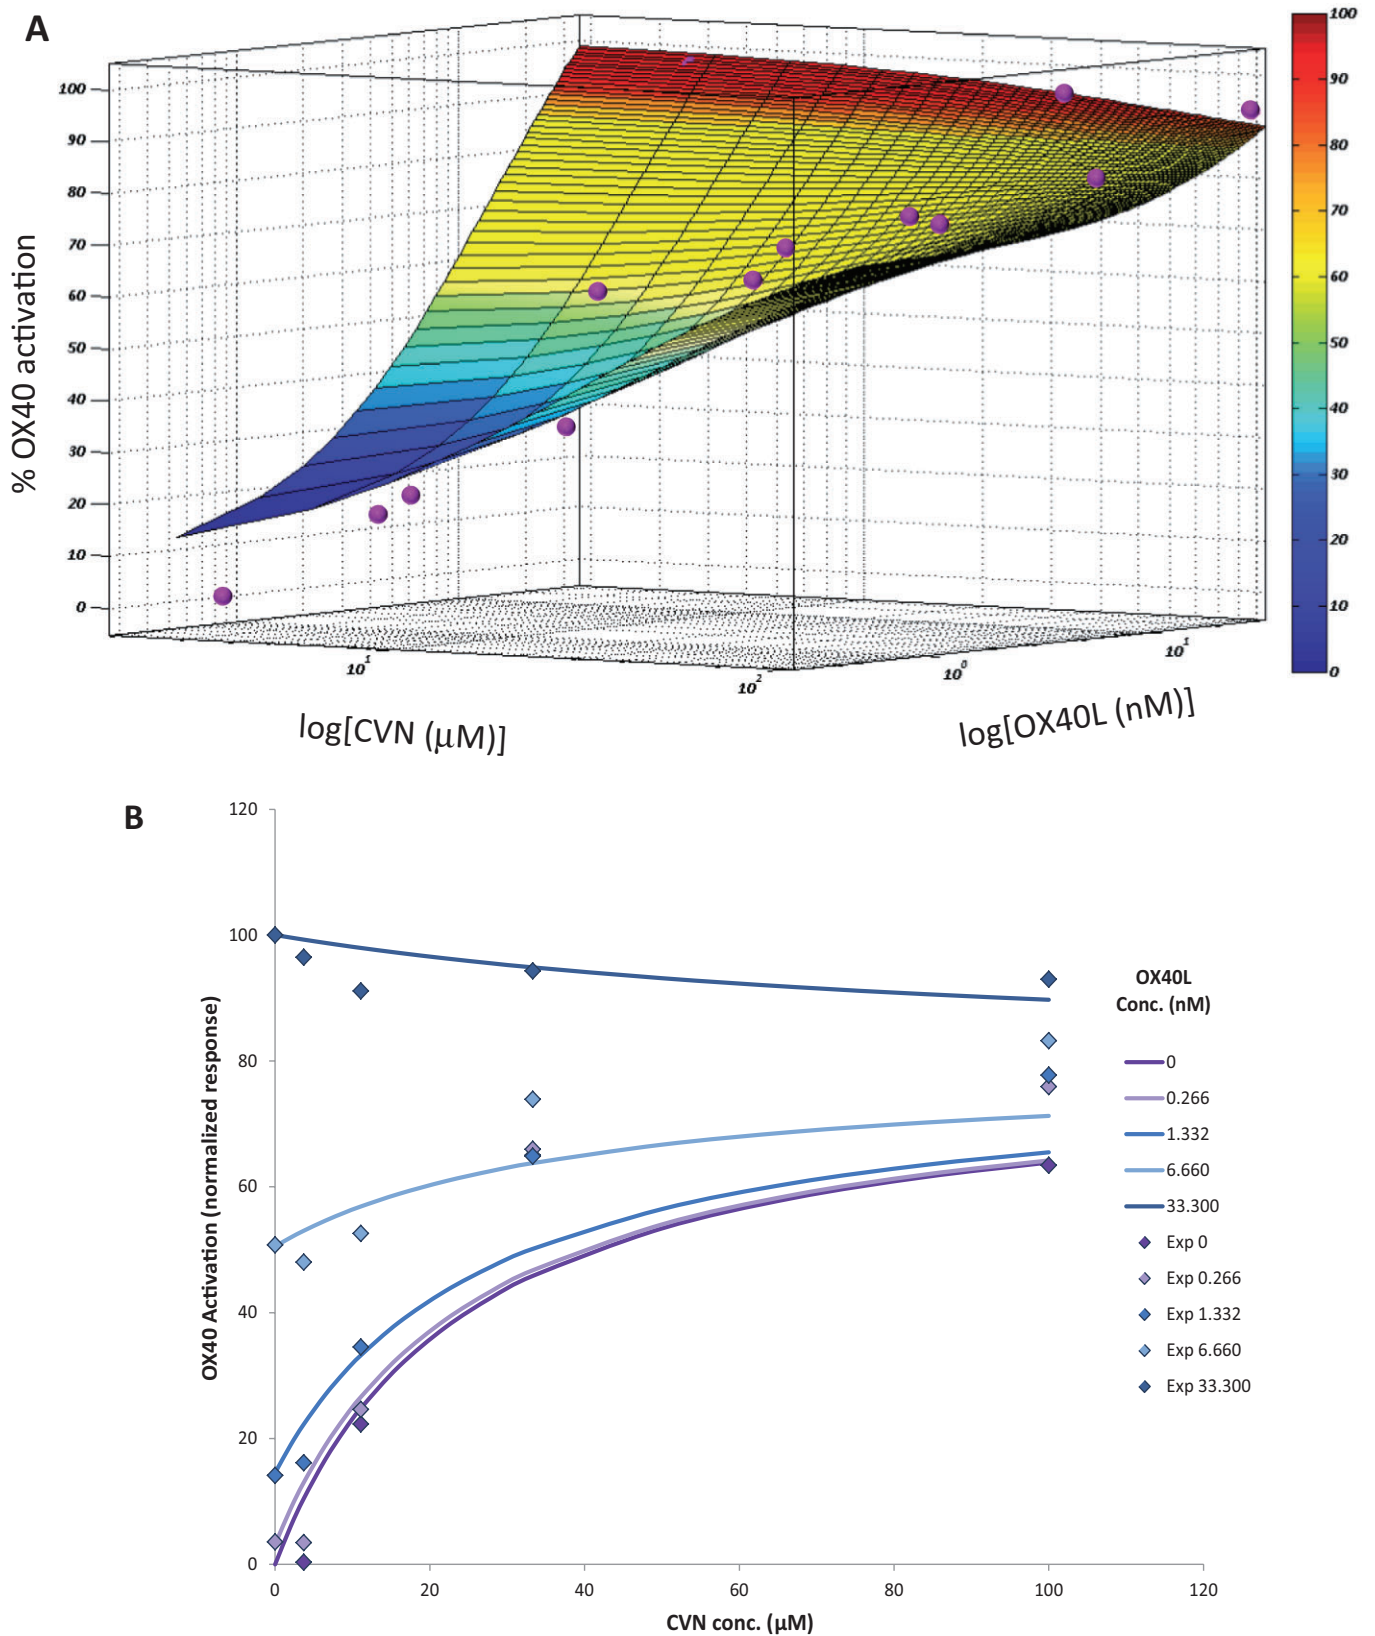 A
100
90
80
70
60
50
40
30
20
10
0
% OX40 activation
10¹
10²
10⁰
10¹
log[CVN (μM)]
log[OX40L (nM)]
100
90
80
70
60
50
40
30
20
10
0
B
120
100
80
60
40
20
0
OX40 Activation (normalized response)
0 20 40 60 80 100 120
CVN conc. (μM)
OX40L
Conc. (nM)
0
0.266
1.332
6.660
33.300
Exp 0
Exp 0.266
Exp 1.332
Exp 6.660
Exp 33.300